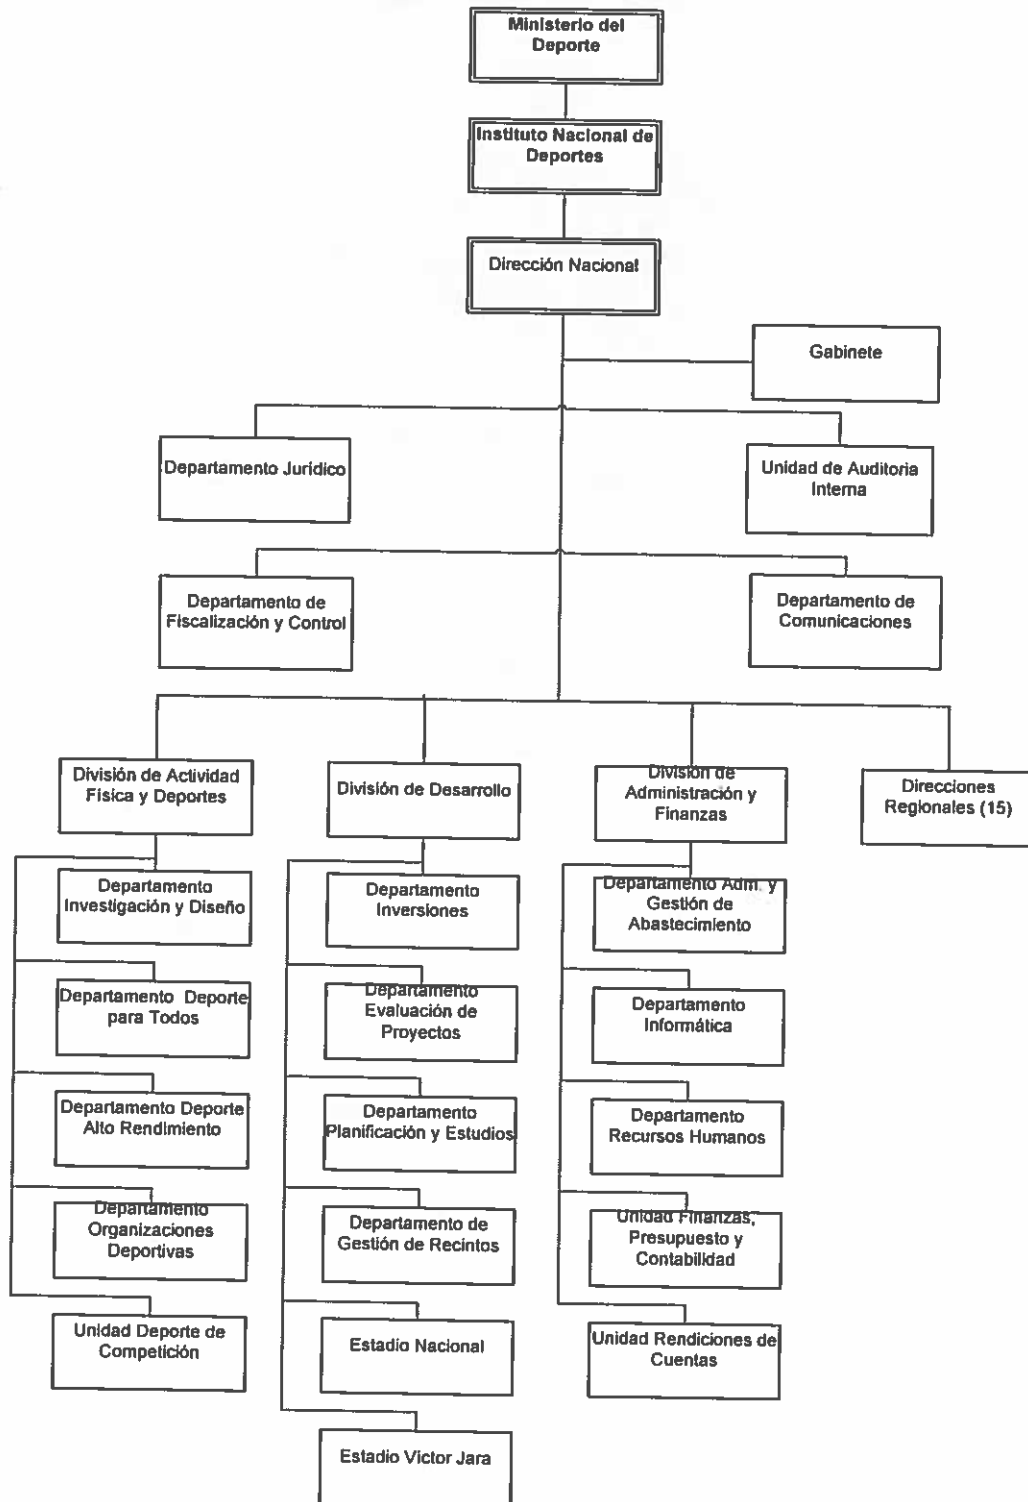 Ministerio del
Deporte
Instituto Nacional de
Deportes
Dirección Nacional
Gabinete
Departamento Jurídico
Unidad de Auditoria
Interna
Departamento de
Fiscalización y Control
Departamento de
Comunicaciones
División de Actividad
Física y Deportes
División de Desarrollo
División de
Administración y
Finanzas
Direcciones
Regionales (15)
Departamento
Investigación y Diseño
Departamento
Inversiones
Departamento Adm. y
Gestión de
Abastecimiento
Departamento Deporte
para Todos
Departamento
Evaluación de
Proyectos
Departamento
Informática
Departamento Deporte
Alto Rendimiento
Departamento
Planificación y Estudios
Departamento
Recursos Humanos
Departamento
Organizaciones
Deportivas
Departamento de
Gestión de Recintos
Unidad Finanzas,
Presupuesto y
Contabilidad
Unidad Deporte de
Competición
Estadio Nacional
Unidad Rendiciones de
Cuentas
Estadio Victor Jara